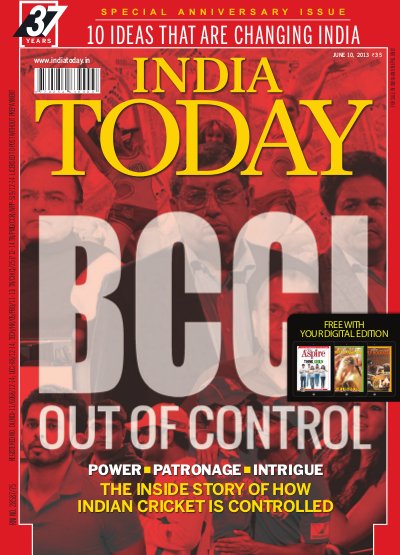 37
YEARS
SPECIAL ANNIVERSARY ISSUE
10 IDEAS THAT ARE CHANGING INDIA
www.indiatoday.in
JUNE 10, 2013 ₹35
INDIA
TODAY
BCCI
FREE WITH
YOUR DIGITAL EDITION
Aspire
OUT OF CONTROL
POWER ■ PATRONAGE ■ INTRIGUE
THE INSIDE STORY OF HOW
INDIAN CRICKET IS CONTROLLED